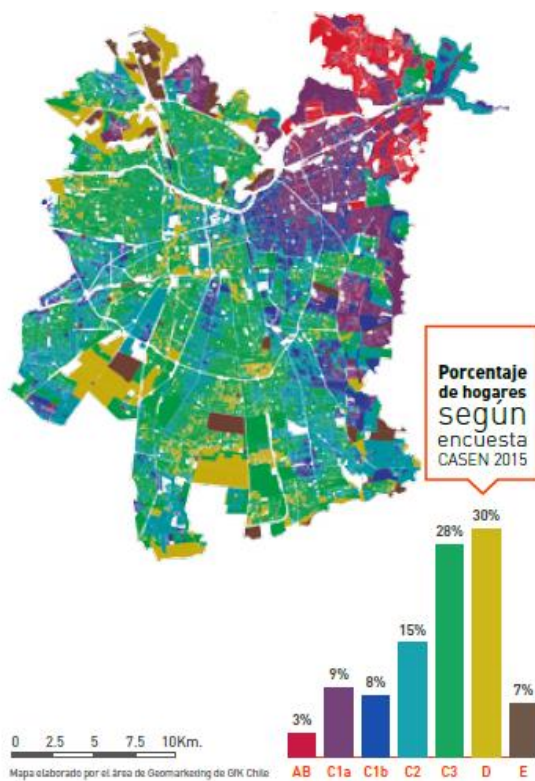 Porcentaje
de hogares
según
encuesta
CASEN 2015
30%
28%
15%
9%
8%
7%
3%
0 2.5 5 7.5 10Km.
AB C1a C1b C2 C3 D E
Mapa elaborado por el área de Geomarketing de GfK Chile